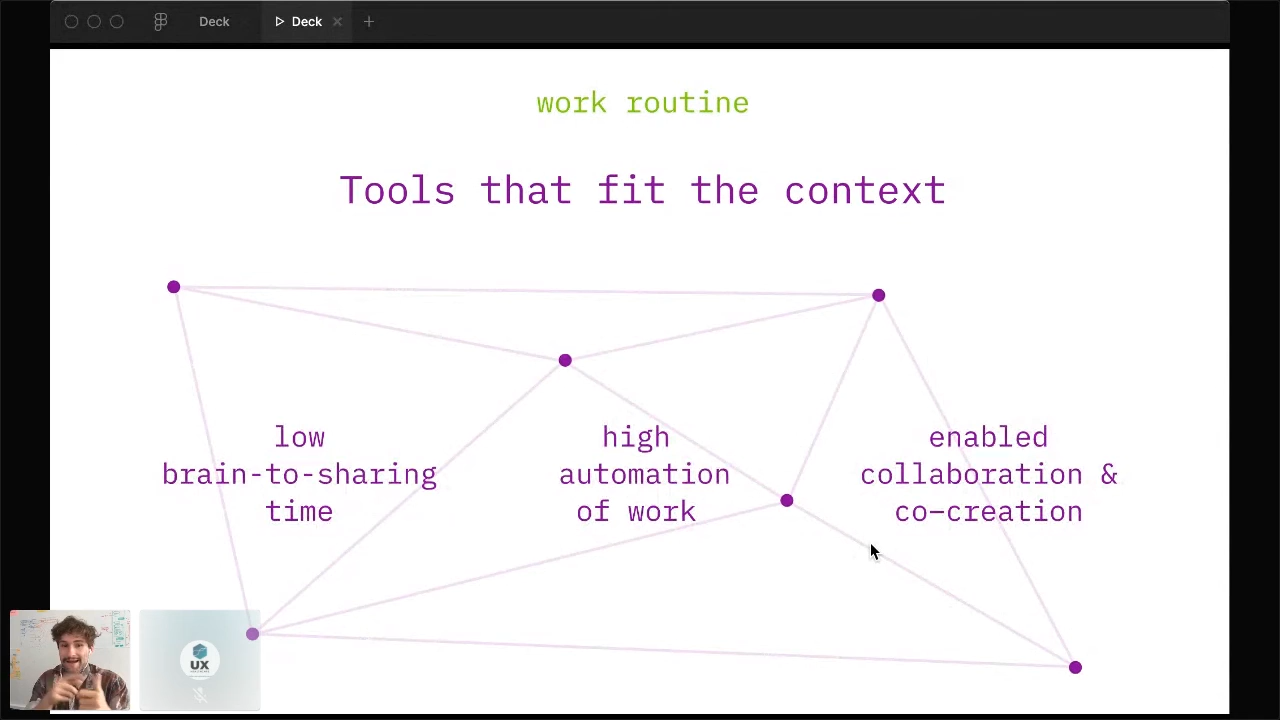 Deck
Deck
work routine
Tools that fit the context
low
brain-to-sharing
time
high
automation
of work
enabled
collaboration &
co-creation
UX